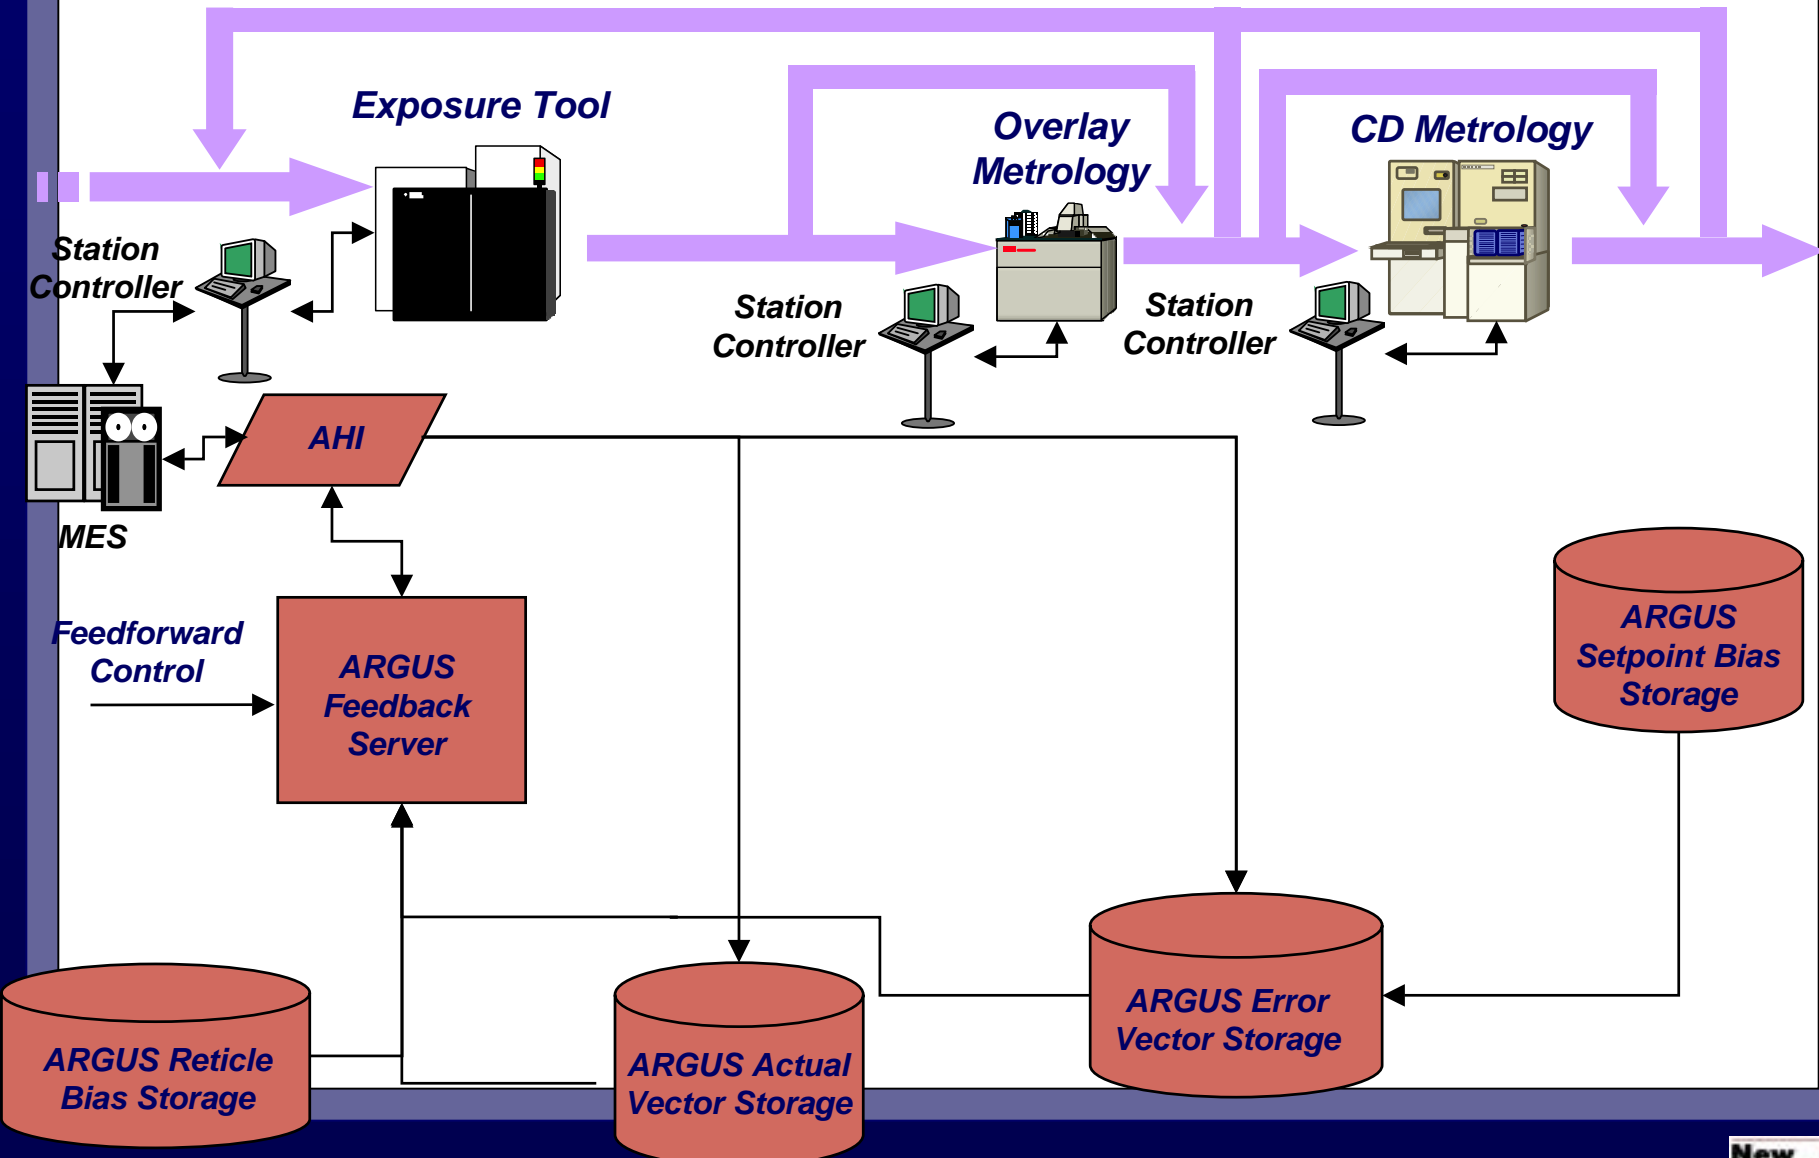 Exposure Tool
Overlay
Metrology
CD Metrology
Station
Controller
Station
Controller
Station
Controller
AHI
MES
Feedforward
Control
ARGUS
Feedback
Server
ARGUS
Setpoint Bias
Storage
ARGUS Reticle
Bias Storage
ARGUS Actual
Vector Storage
ARGUS Error
Vector Storage
New